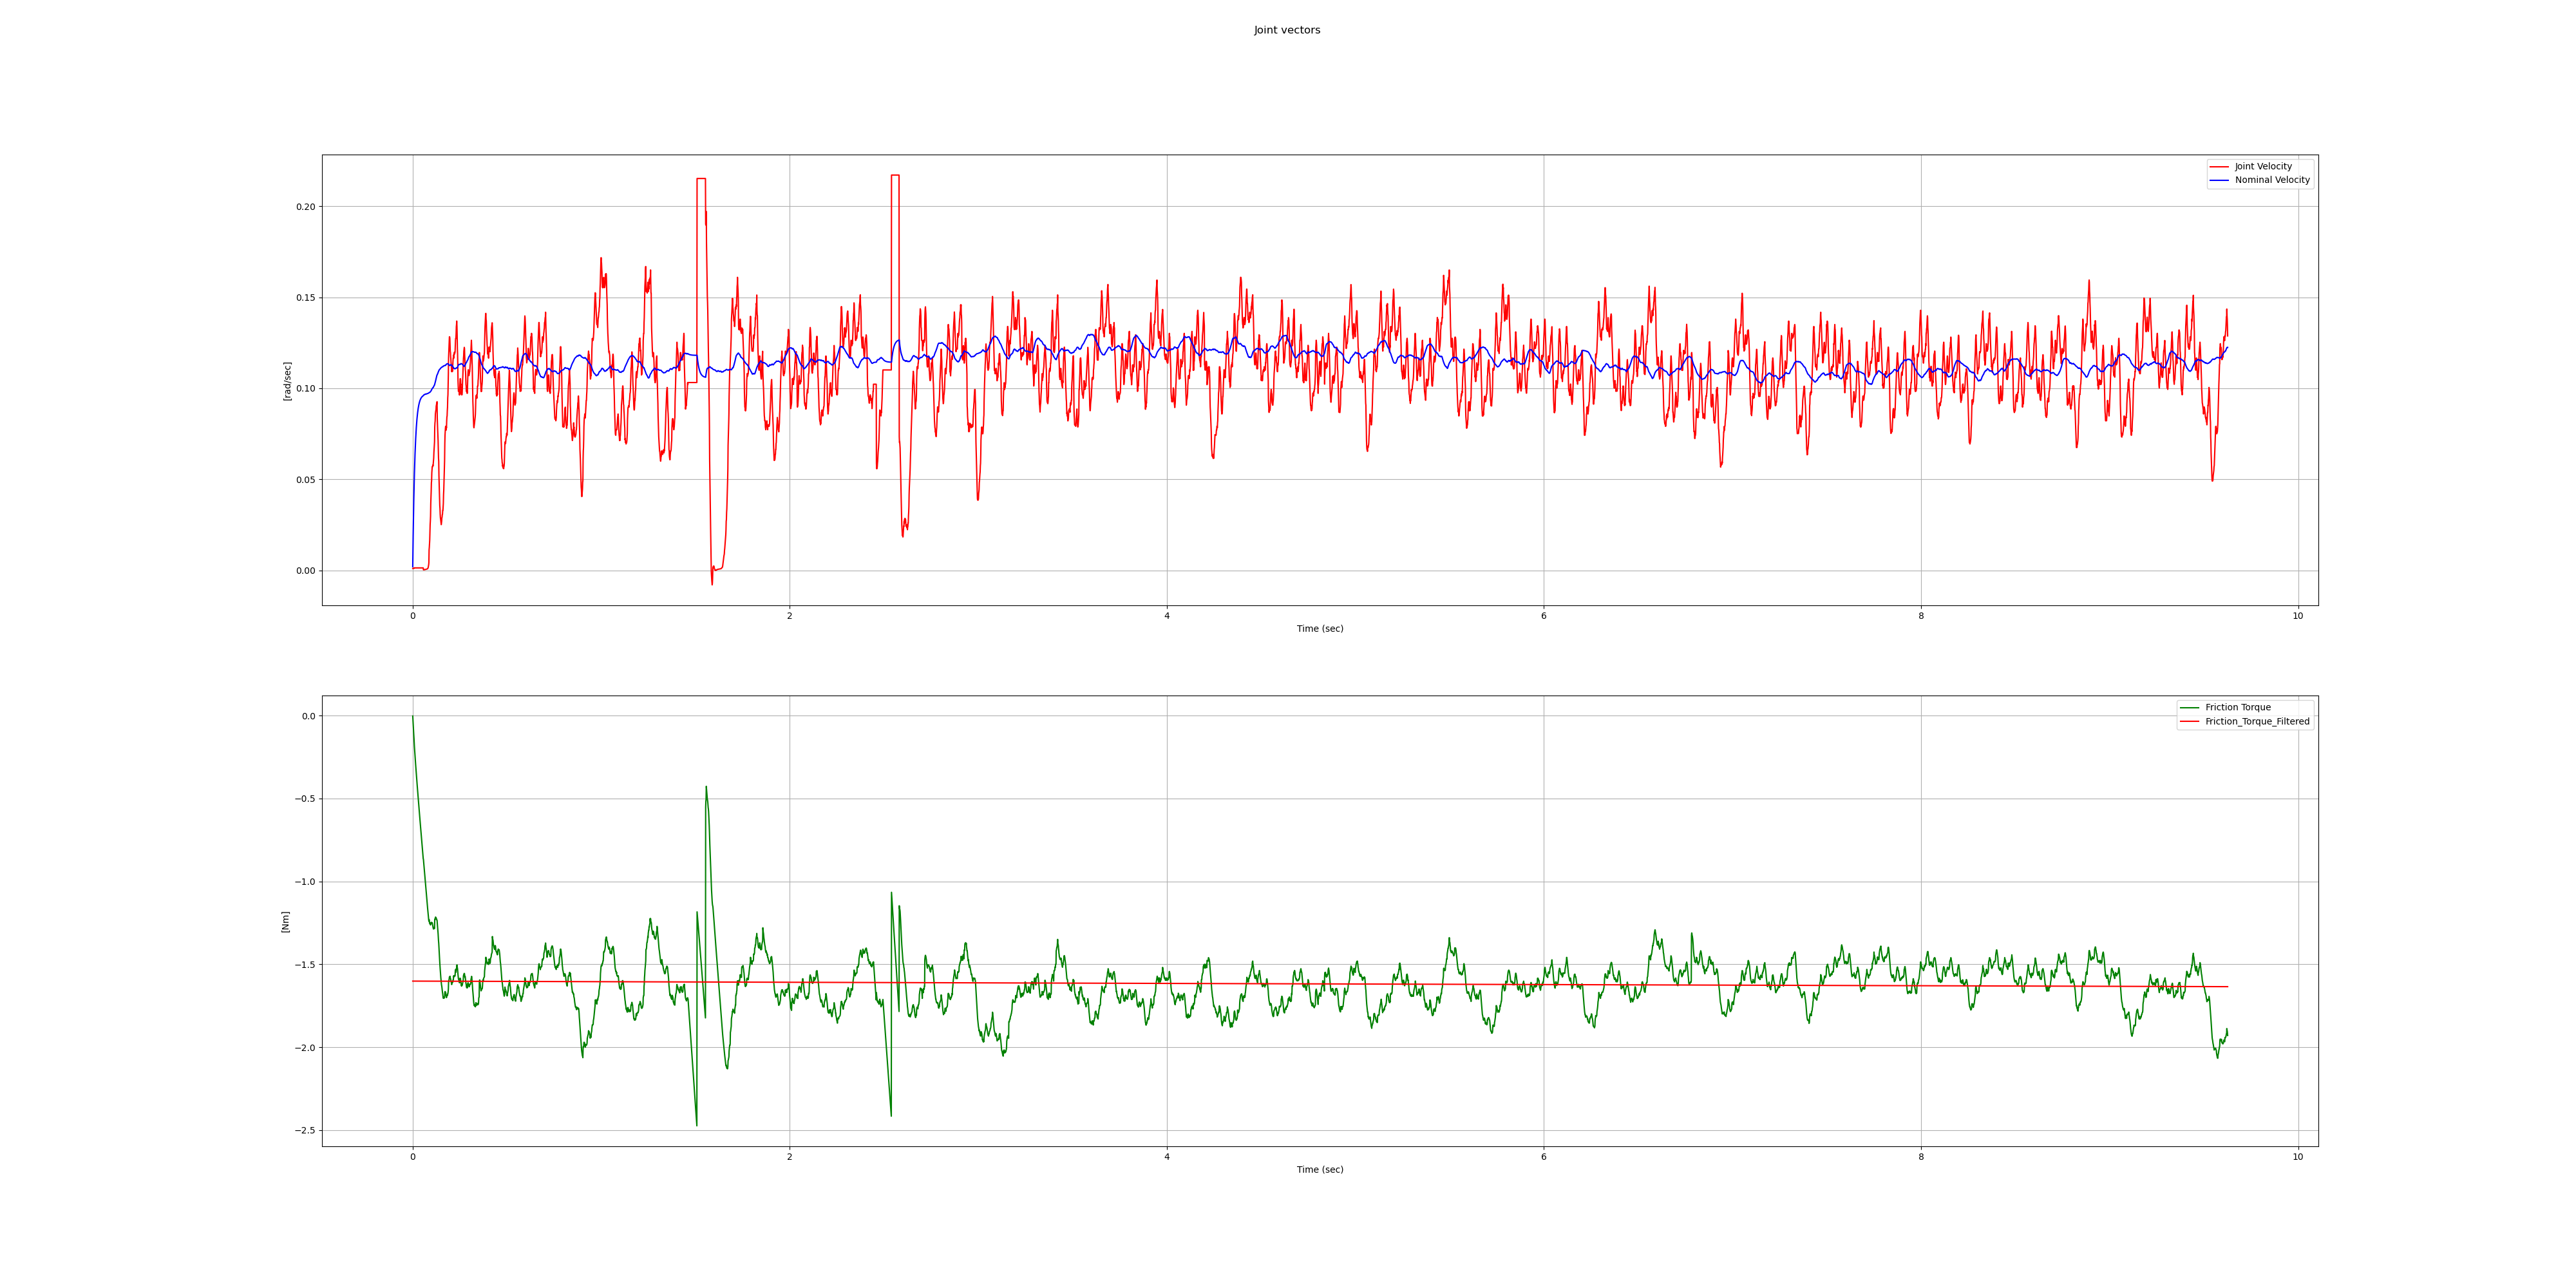 Joint vectors
Joint Velocity
Nominal Velocity
[rad/sec]
0.20
0.15
0.10
0.05
0.00
0 2 4 6 8 10
Time (sec)
Friction Torque
Friction_Torque_Filtered
[Nm]
0.0
−0.5
−1.0
−1.5
−2.0
−2.5
0 2 4 6 8 10
Time (sec)